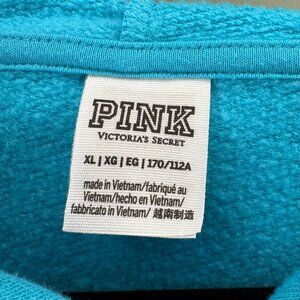 PINK
VICTORIA'S SECRET
XL | XG | EG | 170/112A
made in Vietnam/fabriqué au
Vietnam/hecho en Vietnam/
fabbricato in Vietnam/ 越南制造